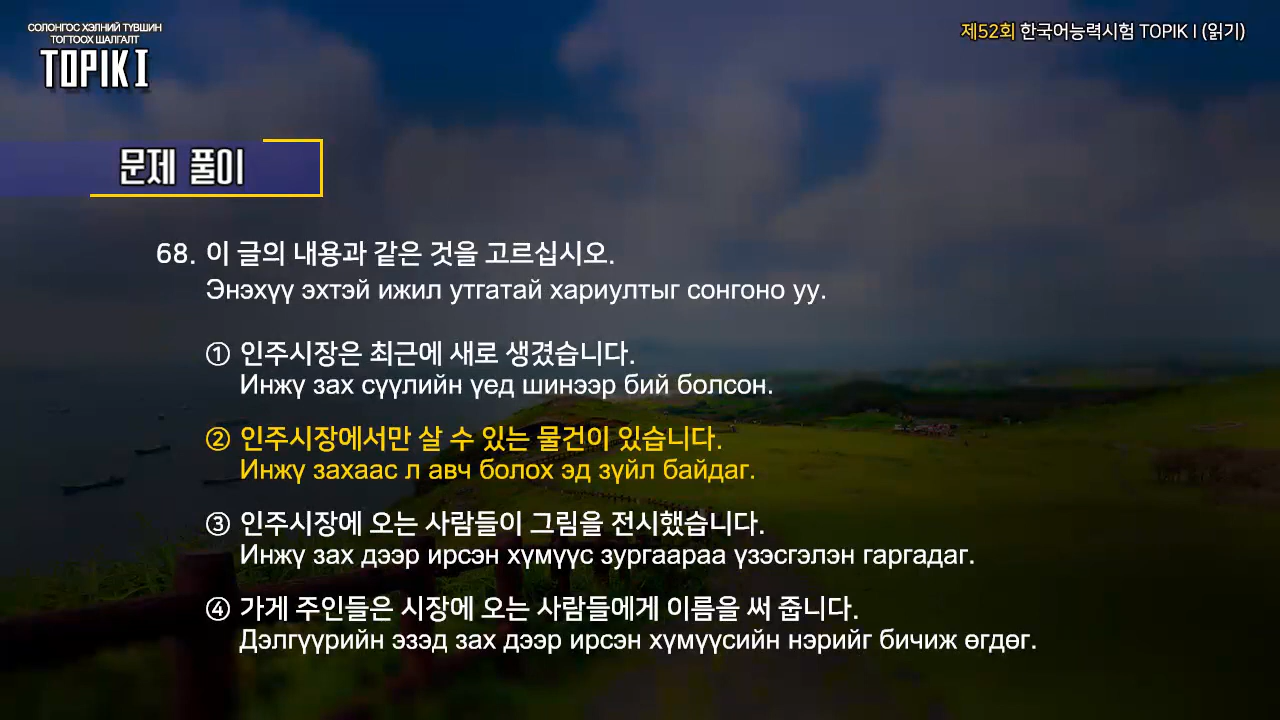 СОЛОНГОС ХЭЛНИЙ ТҮВШИН
ТОГТООХ ШАЛГАЛТ
TOPIK I
제52회 한국어능력시험 TOPIK I (읽기)
문제 풀이
68. 이 글의 내용과 같은 것을 고르십시오.
Энэхүү эхтэй ижил утгатай хариултыг сонгоно уу.
① 인주시장은 최근에 새로 생겼습니다.
Инжү зах сүүлийн үед шинээр бий болсон.
② 인주시장에서만 살 수 있는 물건이 있습니다.
Инжү захаас л авч болох эд зүйл байдаг.
③ 인주시장에 오는 사람들이 그림을 전시했습니다.
Инжү зах дээр ирсэн хүмүүс зургаараа үзэсгэлэн гаргадаг.
④ 가게 주인들은 시장에 오는 사람들에게 이름을 써 줍니다.
Дэлгүүрийн эзэд зах дээр ирсэн хүмүүсийн нэрийг бичиж өгдөг.